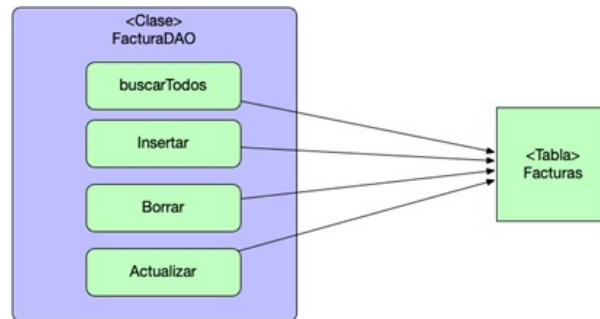 <Clase>
FacturaDAO
buscarTodos
Insertar
Borrar
Actualizar
<Tabla>
Facturas